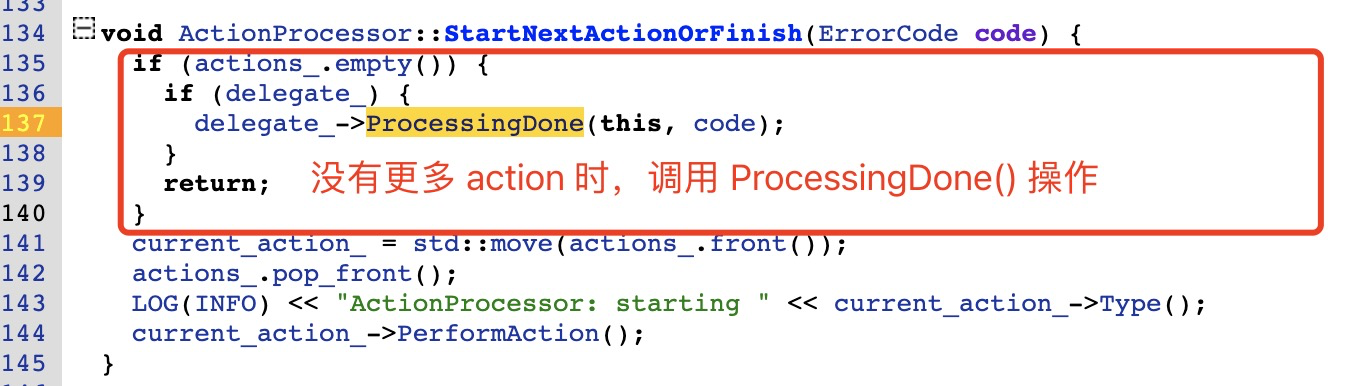 133
134 void ActionProcessor::StartNextActionOrFinish(ErrorCode code) {
135 if (actions_.empty()) {
136 if (delegate_) {
137 delegate_->ProcessingDone(this, code);
138 }
139 return; 没有更多 action 时，调用 ProcessingDone() 操作
140 }
141 current_action_ = std::move(actions_.front());
142 actions_.pop_front();
143 LOG(INFO) << "ActionProcessor: starting " << current_action_->Type();
144 current_action_->PerformAction();
145 }